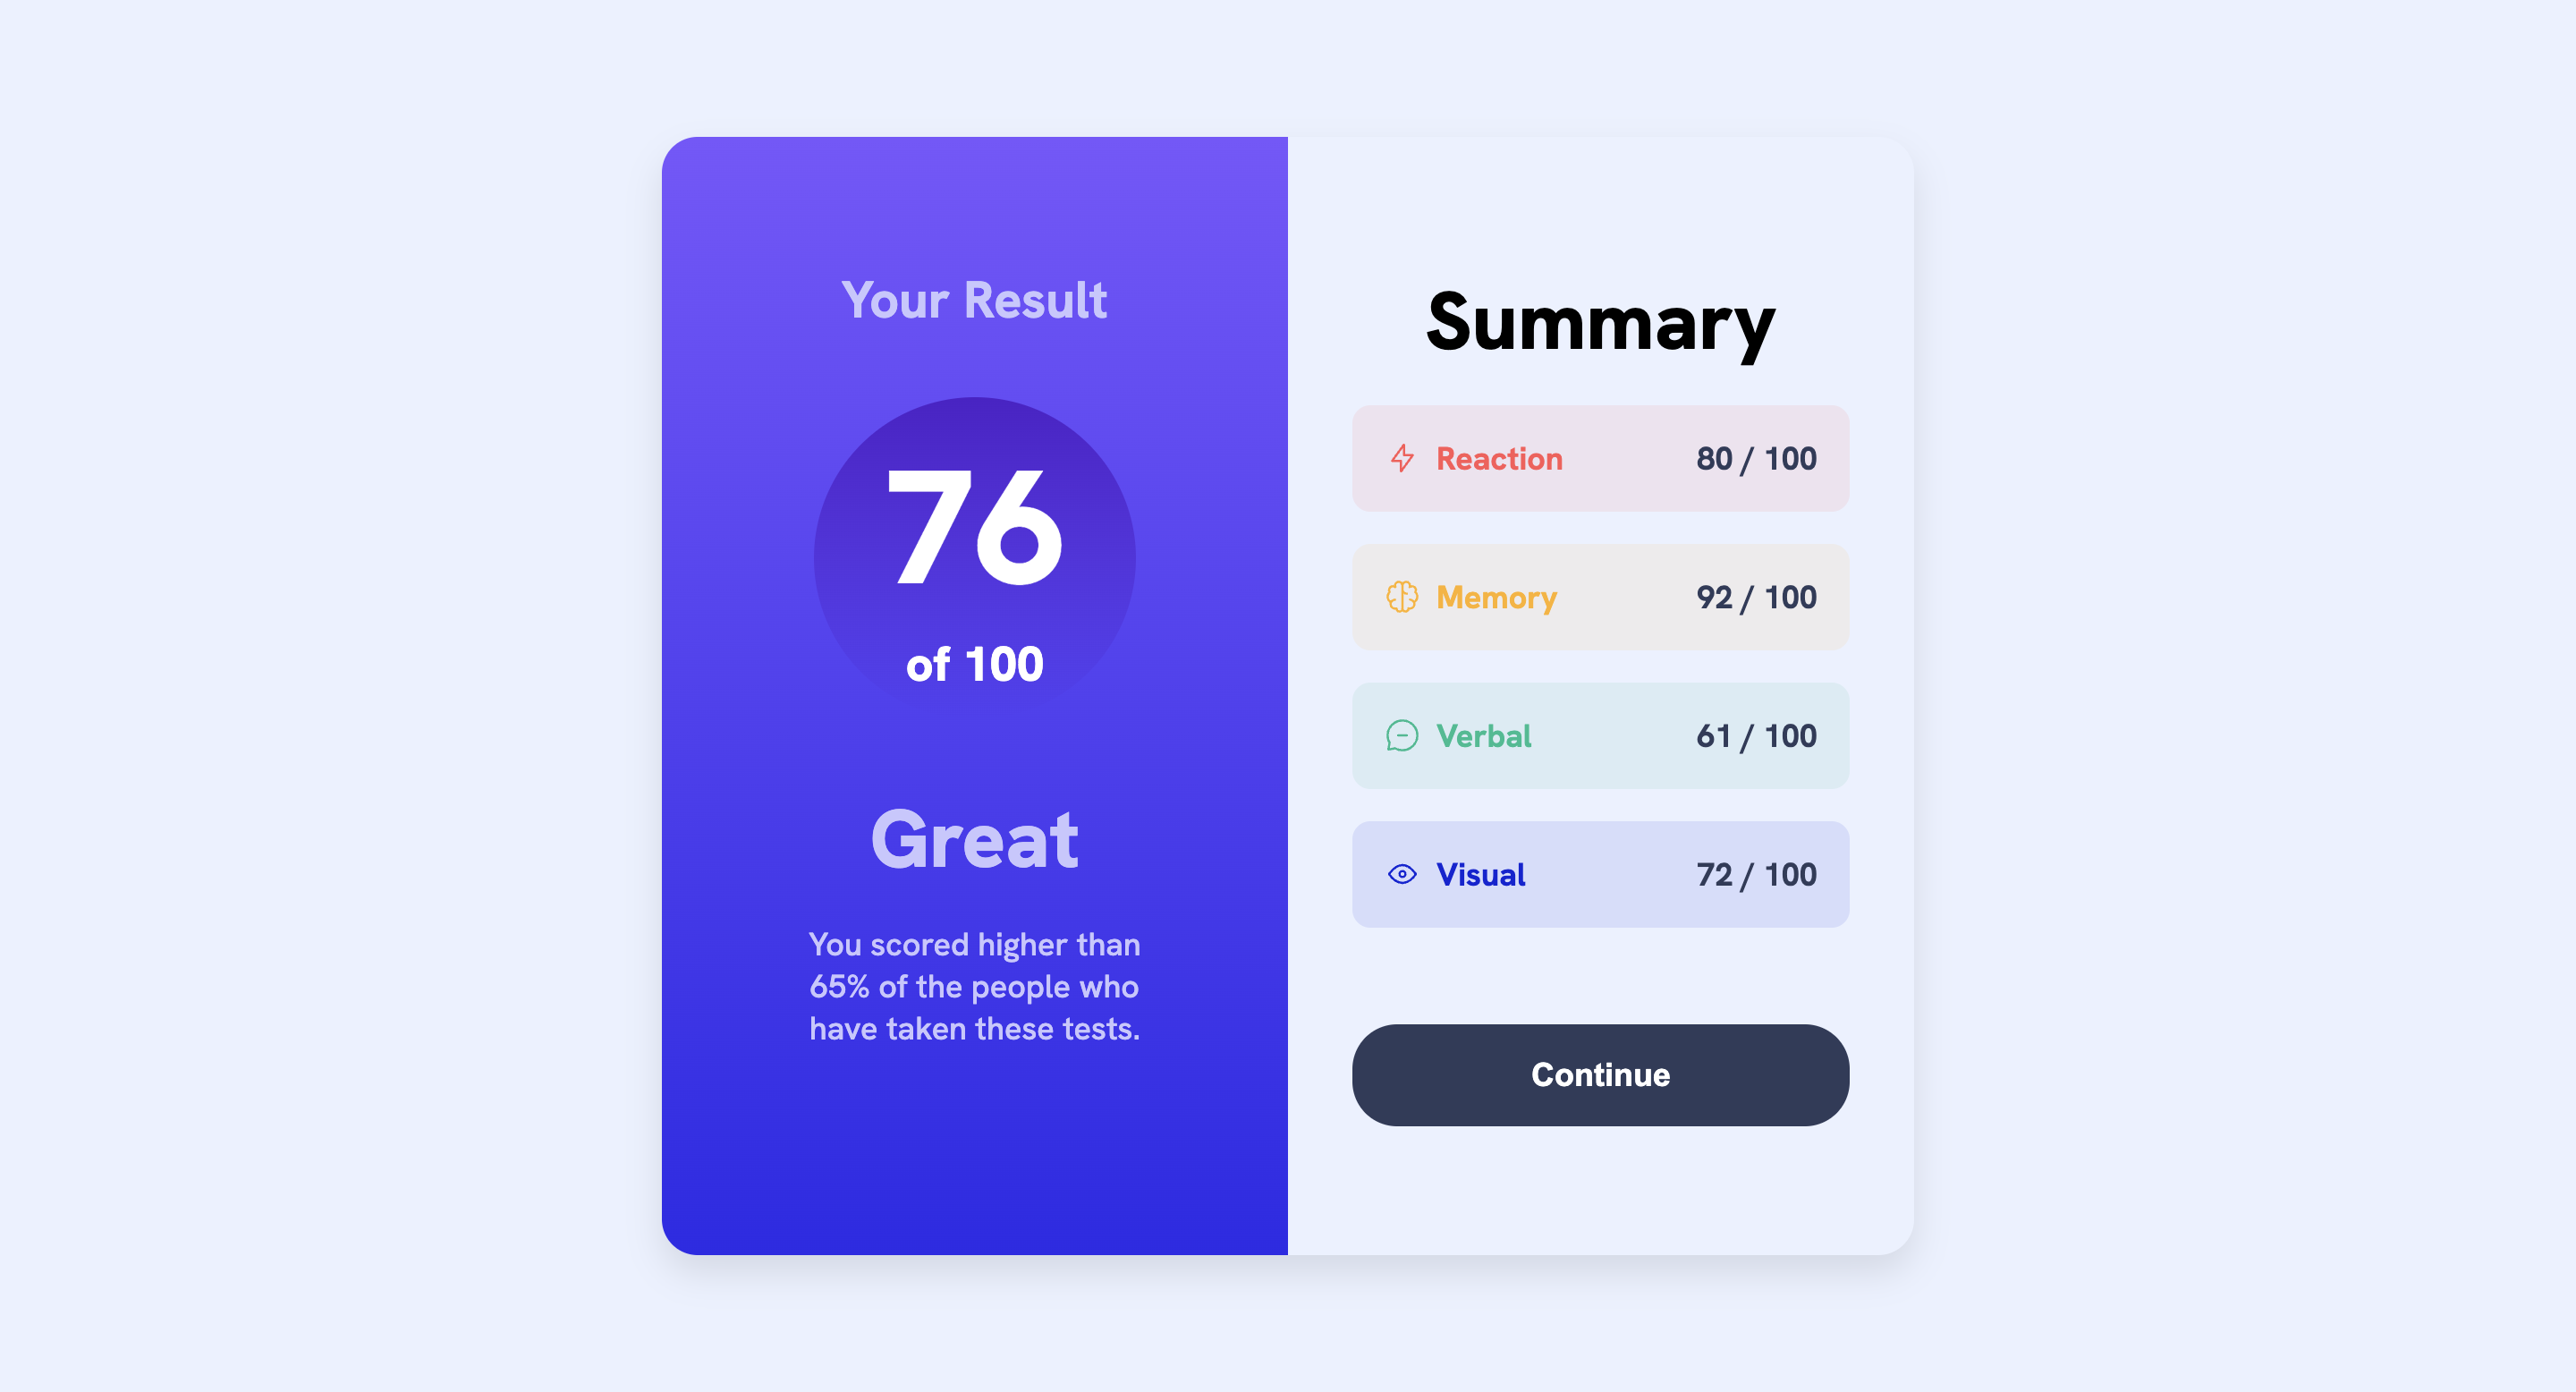 Your Result
76
of 100
Great
You scored higher than
65% of the people who
have taken these tests.
Summary
Reaction 80 / 100
Memory 92 / 100
Verbal 61 / 100
Visual 72 / 100
Continue